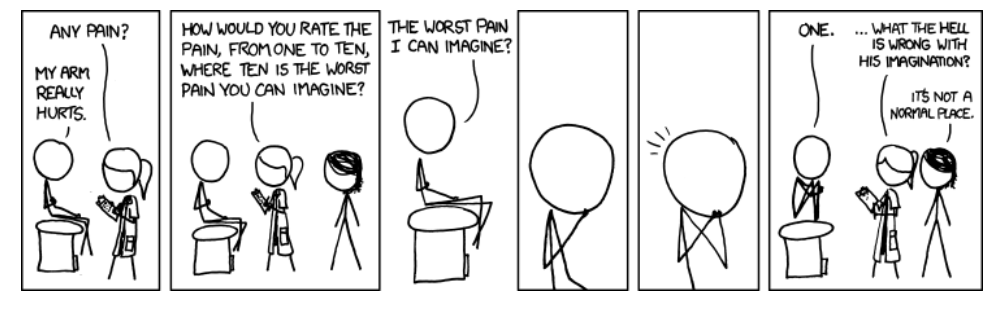 ANY PAIN?
MY ARM
REALLY
HURTS.
HOW WOULD YOU RATE THE
PAIN, FROM ONE TO TEN,
WHERE TEN IS THE WORST
PAIN YOU CAN IMAGINE?
THE WORST PAIN
I CAN IMAGINE?
ONE.
... WHAT THE HELL
IS WRONG WITH
HIS IMAGINATION?
IT'S NOT A
NORMAL PLACE.